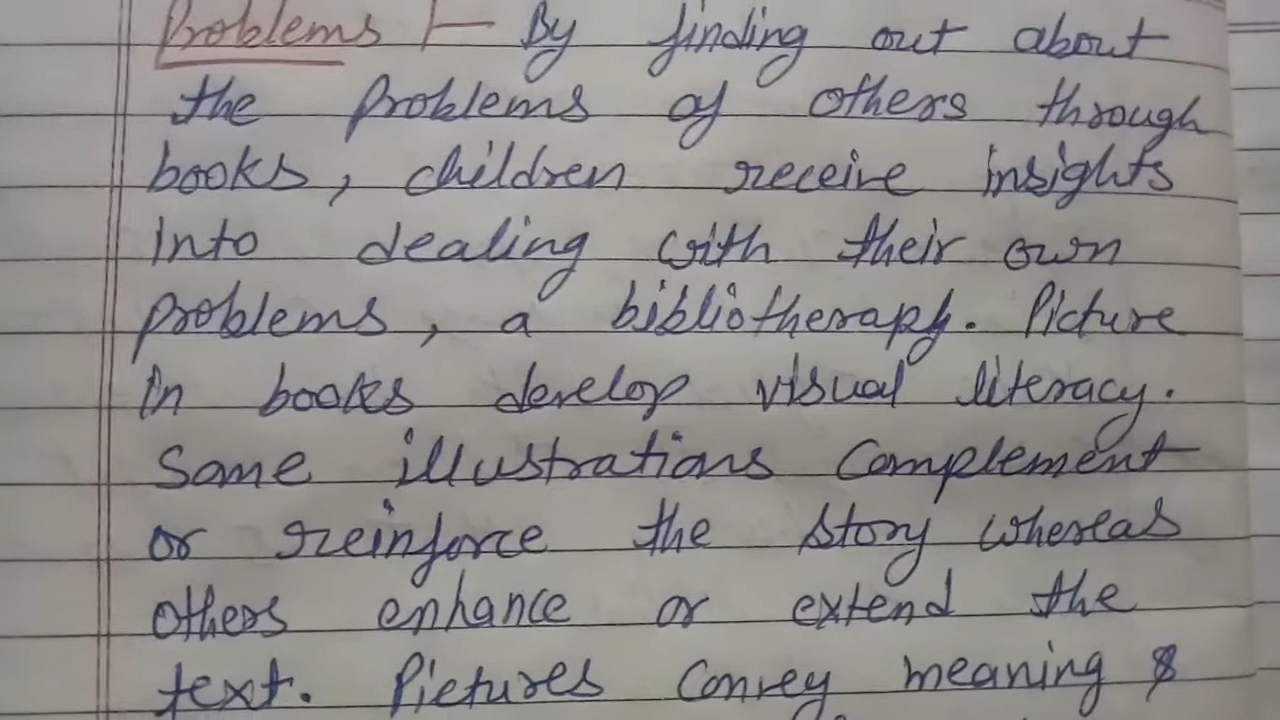 Problems :- By finding out about
the problems of others through
books, children receive insights
into dealing with their own
problems, a bibliotherapy. Picture
in books develop visual literacy.
Some illustrations complement
or reinforce the story whereas
others enhance or extend the
text. Pictures convey meaning &